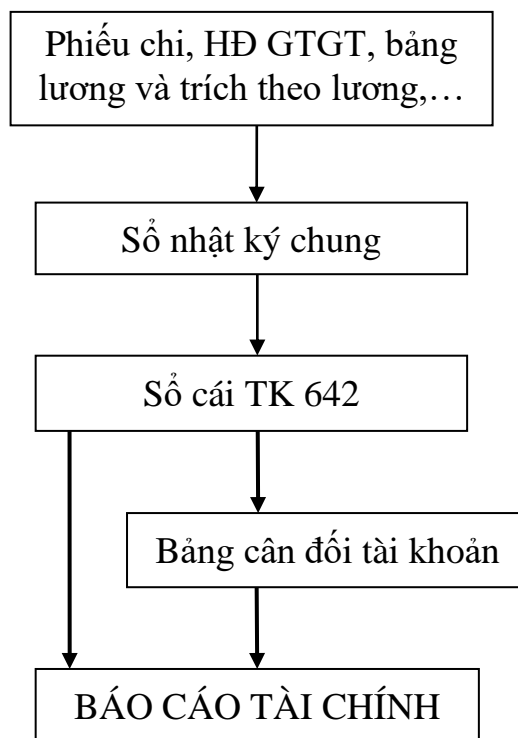 Phiếu chi, HĐ GTGT, bảng
lương và trích theo lương,…
Sổ nhật ký chung
Sổ cái TK 642
Bảng cân đối tài khoản
BÁO CÁO TÀI CHÍNH